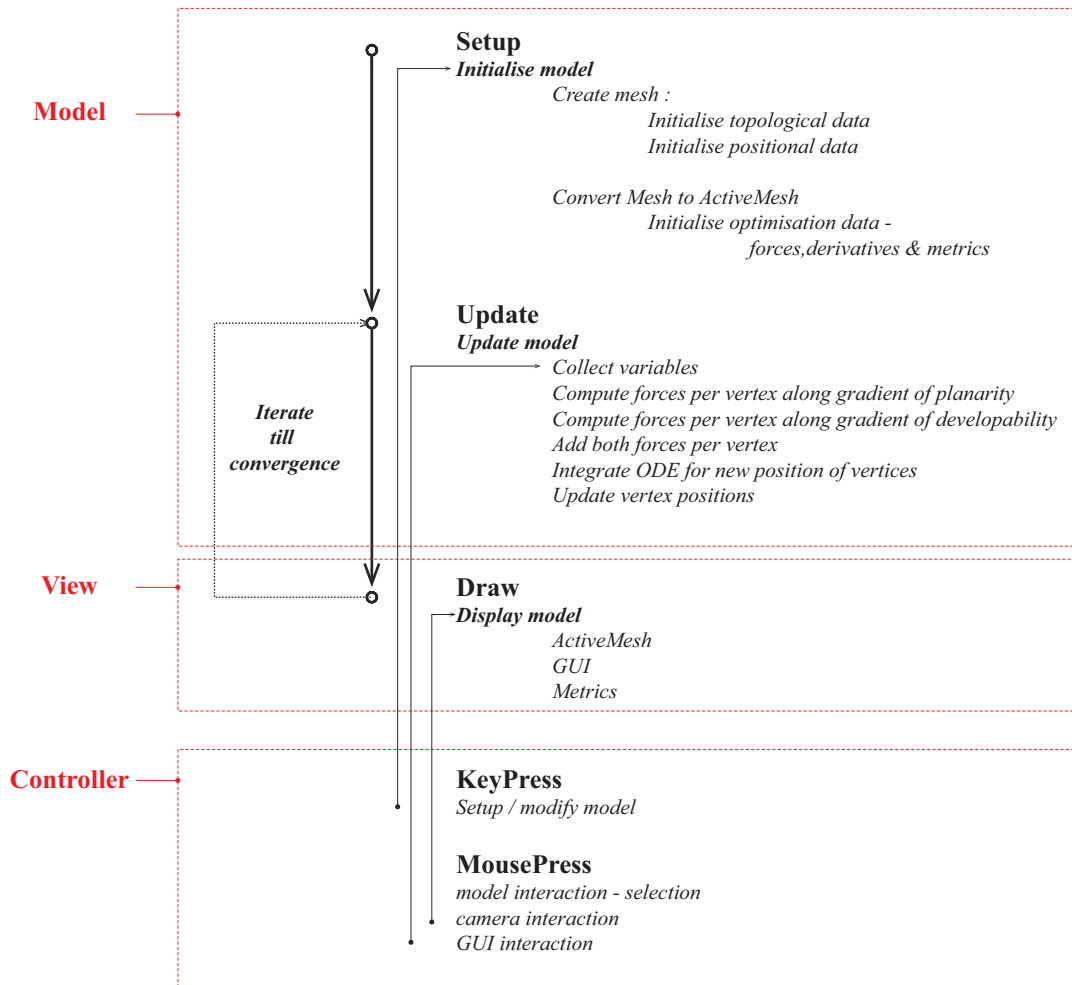 Model
Setup
Initialise model
Create mesh :
Initialise topological data
Initialise positional data
Convert Mesh to ActiveMesh
Initialise optimisation data -
forces,derivatives & metrics
Update
Update model
Collect variables
Compute forces per vertex along gradient of planarity
Compute forces per vertex along gradient of developability
Add both forces per vertex
Integrate ODE for new position of vertices
Update vertex positions
Iterate
till
convergence
View
Draw
Display model
ActiveMesh
GUI
Metrics
Controller
KeyPress
Setup / modify model
MousePress
model interaction - selection
camera interaction
GUI interaction